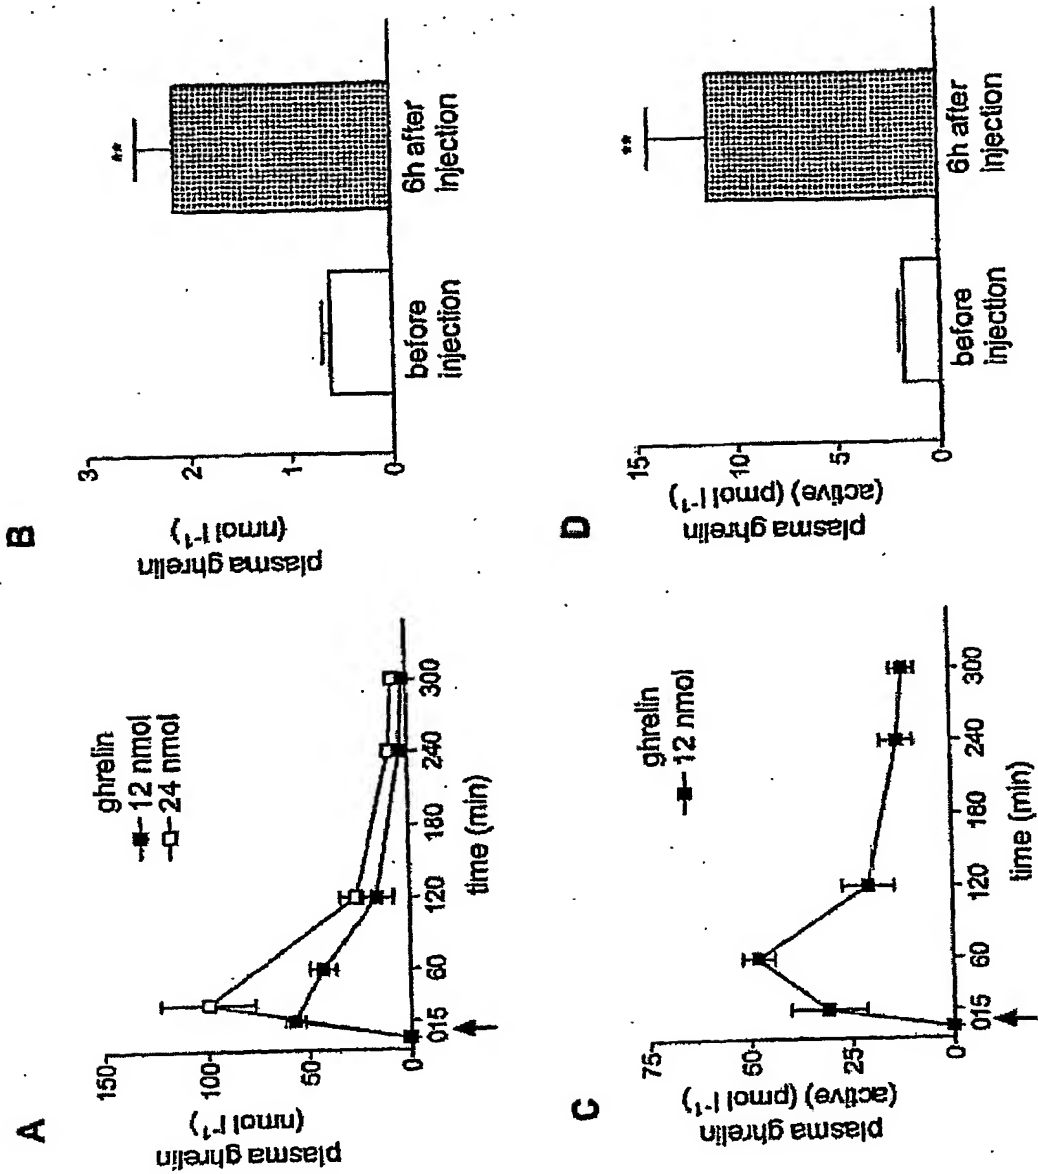 A
plasma ghrelin
(nmol l⁻¹)
150
100
50
0
ghrelin
12 nmol
24 nmol
015
60
120
180
240
300
time (min)
B
plasma ghrelin
(nmol l⁻¹)
3
2
1
0
**
before
injection
6h after
injection
C
plasma ghrelin
(active) (pmol l⁻¹)
75
50
25
0
ghrelin
12 nmol
015
60
120
180
240
300
time (min)
D
plasma ghrelin
(active) (pmol l⁻¹)
15
10
5
0
**
before
injection
6h after
injection